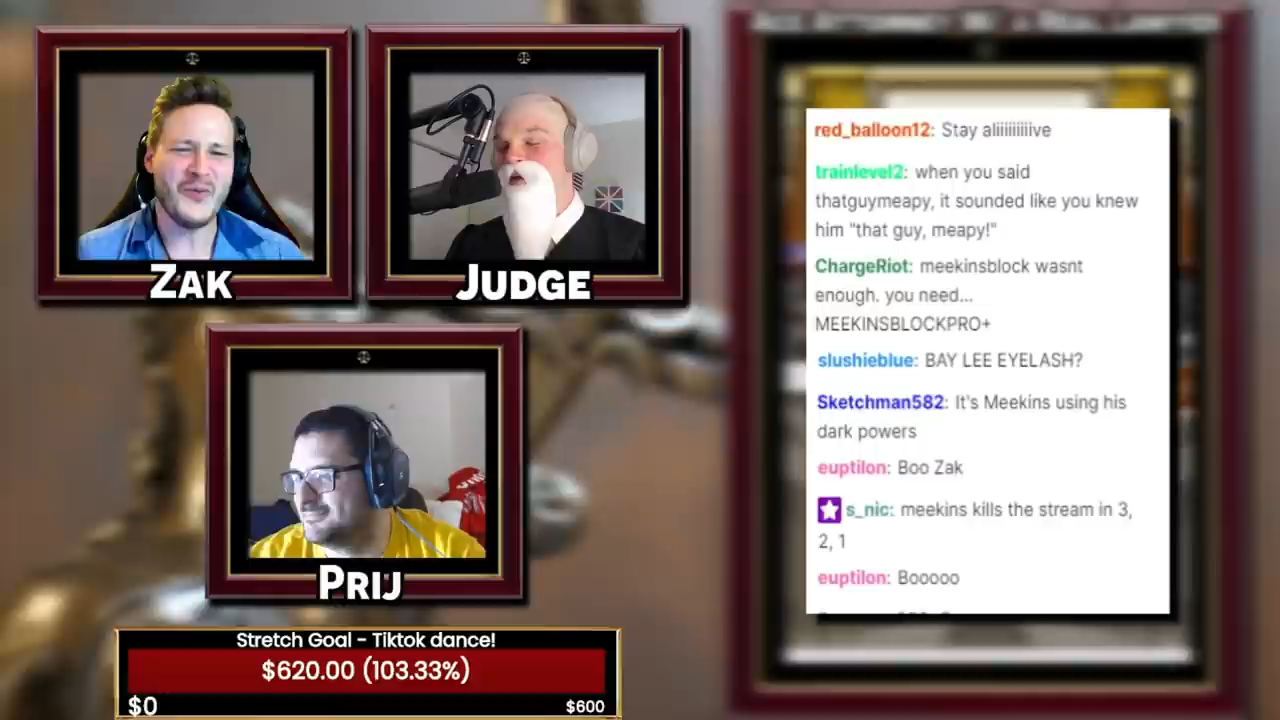 ZAK
JUDGE
PRIJ
Stretch Goal - Tiktok dance!
$620.00 (103.33%)
$0
$600
red_balloon12: Stay aliiiiiiiiive
trainlevel2: when you said
thatguymeapy, it sounded like you knew
him "that guy, meapy!"
ChargeRiot: meekinsblock wasnt
enough. you need...
MEEKINSBLOCKPRO+
slushieblue: BAY LEE EYELASH?
Sketchman582: It's Meekins using his
dark powers
euptilon: Boo Zak
s_nic: meekins kills the stream in 3,
2, 1
euptilon: Booooo